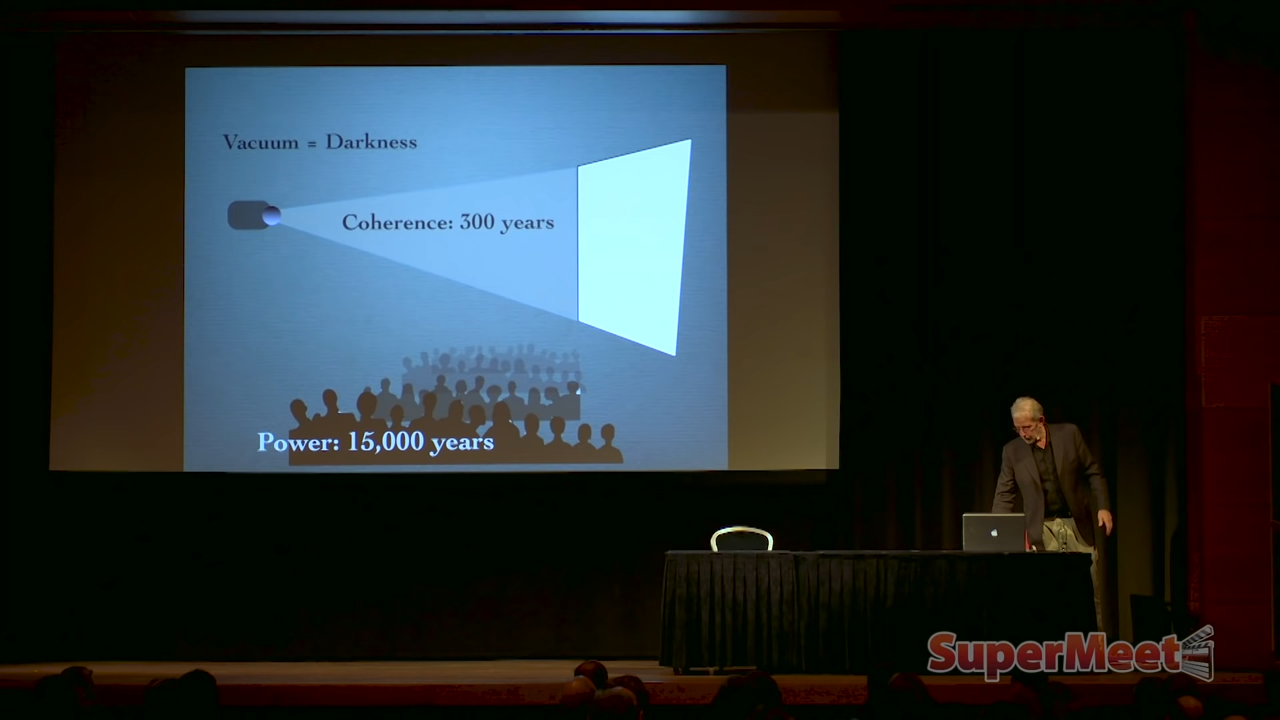 Vacuum = Darkness
Coherence: 300 years
Power: 15,000 years
SuperMeet